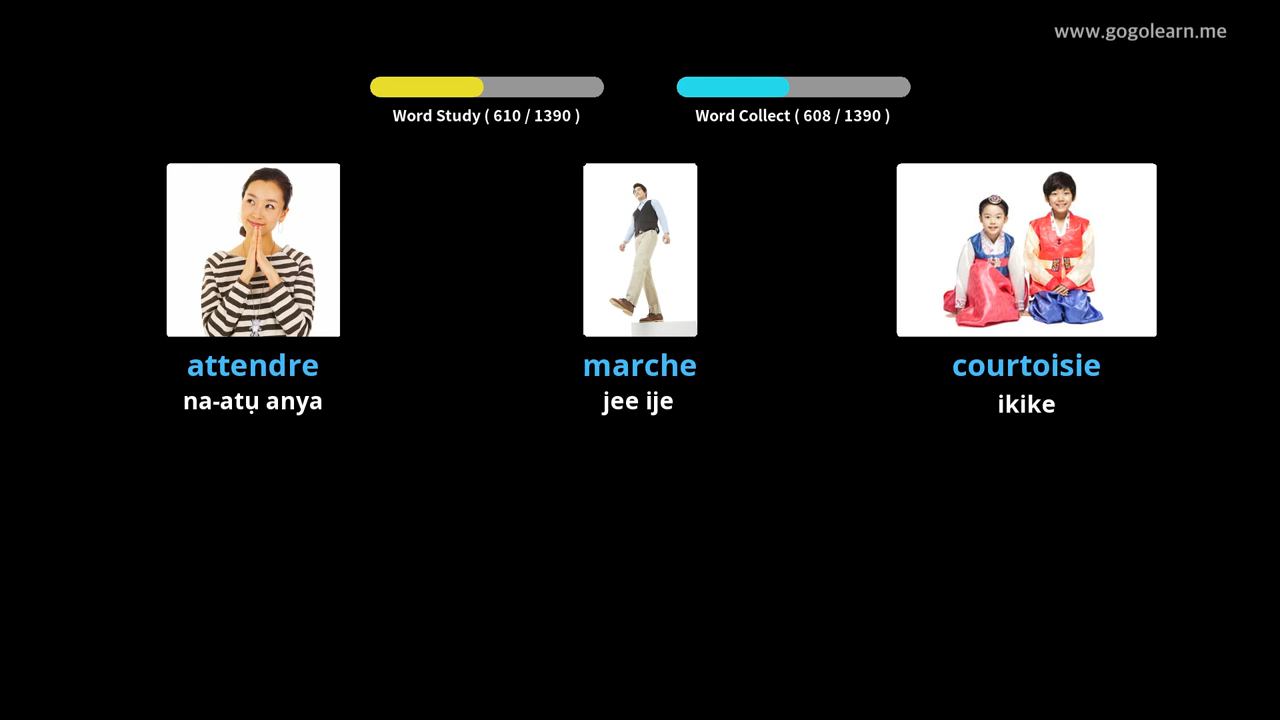 www.gogolearn.me
Word Study ( 610 / 1390 )
Word Collect ( 608 / 1390 )
attendre
na-atụ anya
marche
jee ije
courtoisie
ikike